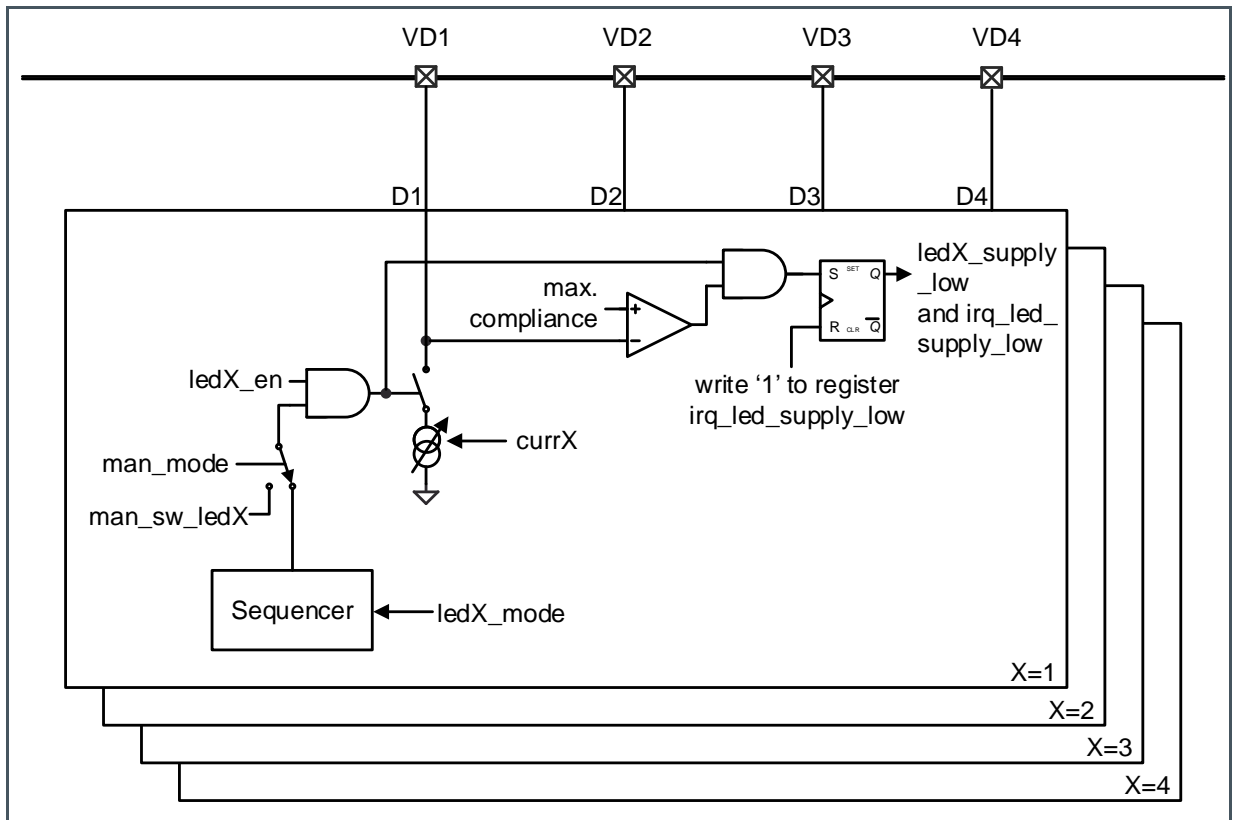 VD1 VD2 VD3 VD4
D1 D2 D3 D4
ledX_supply
_low
and irq_led_
supply_low
S SET Q
R CLR Q
max.
compliance
+
−
write ‘1’ to register
irq_led_supply_low
ledX_en
currX
man_mode
man_sw_ledX
Sequencer
ledX_mode
X=1
X=2
X=3
X=4